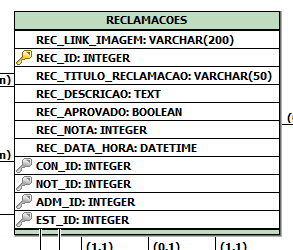 RECLAMACOES
REC_LINK_IMAGEM: VARCHAR(200)
REC_ID: INTEGER
REC_TITULO_RECLAMACAO: VARCHAR(50)
REC_DESCRICAO: TEXT
REC_APROVADO: BOOLEAN
REC_NOTA: INTEGER
REC_DATA_HORA: DATETIME
CON_ID: INTEGER
NOT_ID: INTEGER
ADM_ID: INTEGER
EST_ID: INTEGER
n)
n)
(1,1)
(0,1)
(1,1)